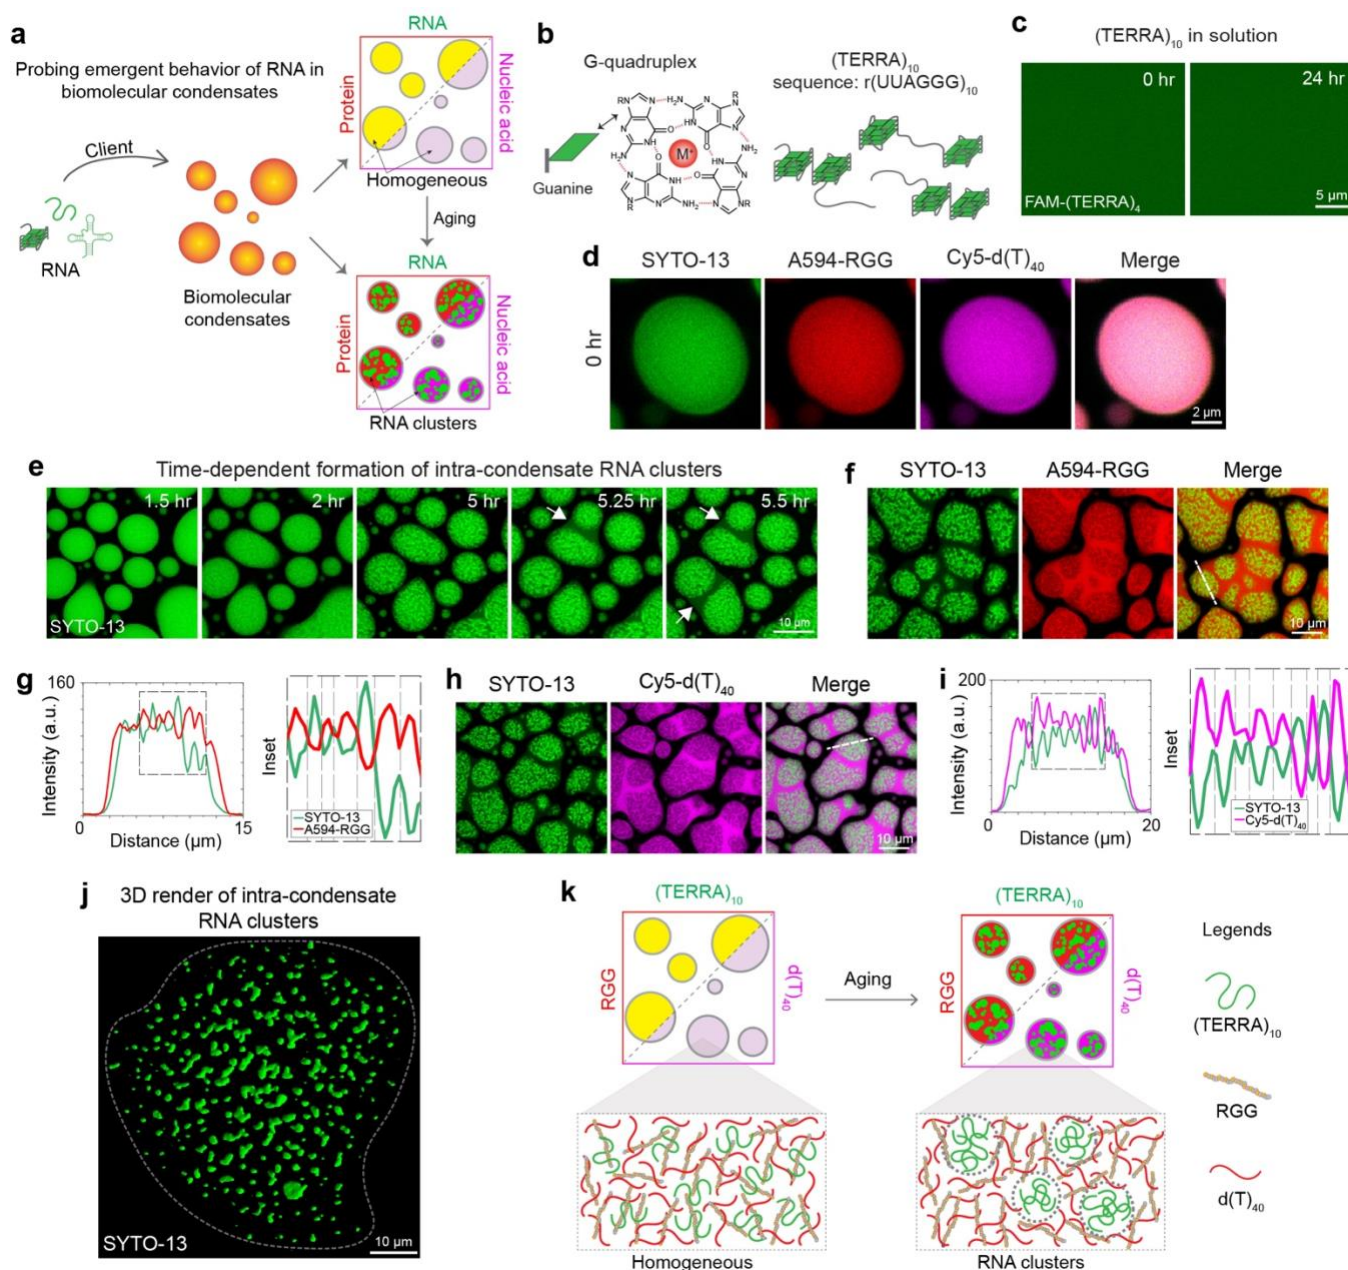 a
Probing emergent behavior of RNA in
biomolecular condensates
Client
RNA
Biomolecular
condensates
RNA
Protein
Nucleic acid
Homogeneous
Aging
RNA
Protein
Nucleic acid
RNA clusters
b
G-quadruplex
Guanine
R
N
N
N
O
NH
H₂N
M⁺
(TERRA)₁₀
sequence: r(UUAGGG)₁₀
c
(TERRA)₁₀ in solution
0 hr
24 hr
FAM-(TERRA)₄
5 µm
d
SYTO-13
A594-RGG
Cy5-d(T)₄₀
Merge
0 hr
2 µm
e
Time-dependent formation of intra-condensate RNA clusters
1.5 hr
2 hr
5 hr
5.25 hr
5.5 hr
SYTO-13
10 µm
f
SYTO-13
A594-RGG
Merge
10 µm
g
160
Intensity (a.u.)
0
0
15
Distance (µm)
Inset
SYTO-13
A594-RGG
h
SYTO-13
Cy5-d(T)₄₀
Merge
10 µm
i
200
Intensity (a.u.)
0
0
20
Distance (µm)
Inset
SYTO-13
Cy5-d(T)₄₀
j
3D render of intra-condensate
RNA clusters
SYTO-13
10 µm
k
(TERRA)₁₀
RGG
d(T)₄₀
Aging
(TERRA)₁₀
RGG
d(T)₄₀
Homogeneous
RNA clusters
Legends
(TERRA)₁₀
RGG
d(T)₄₀